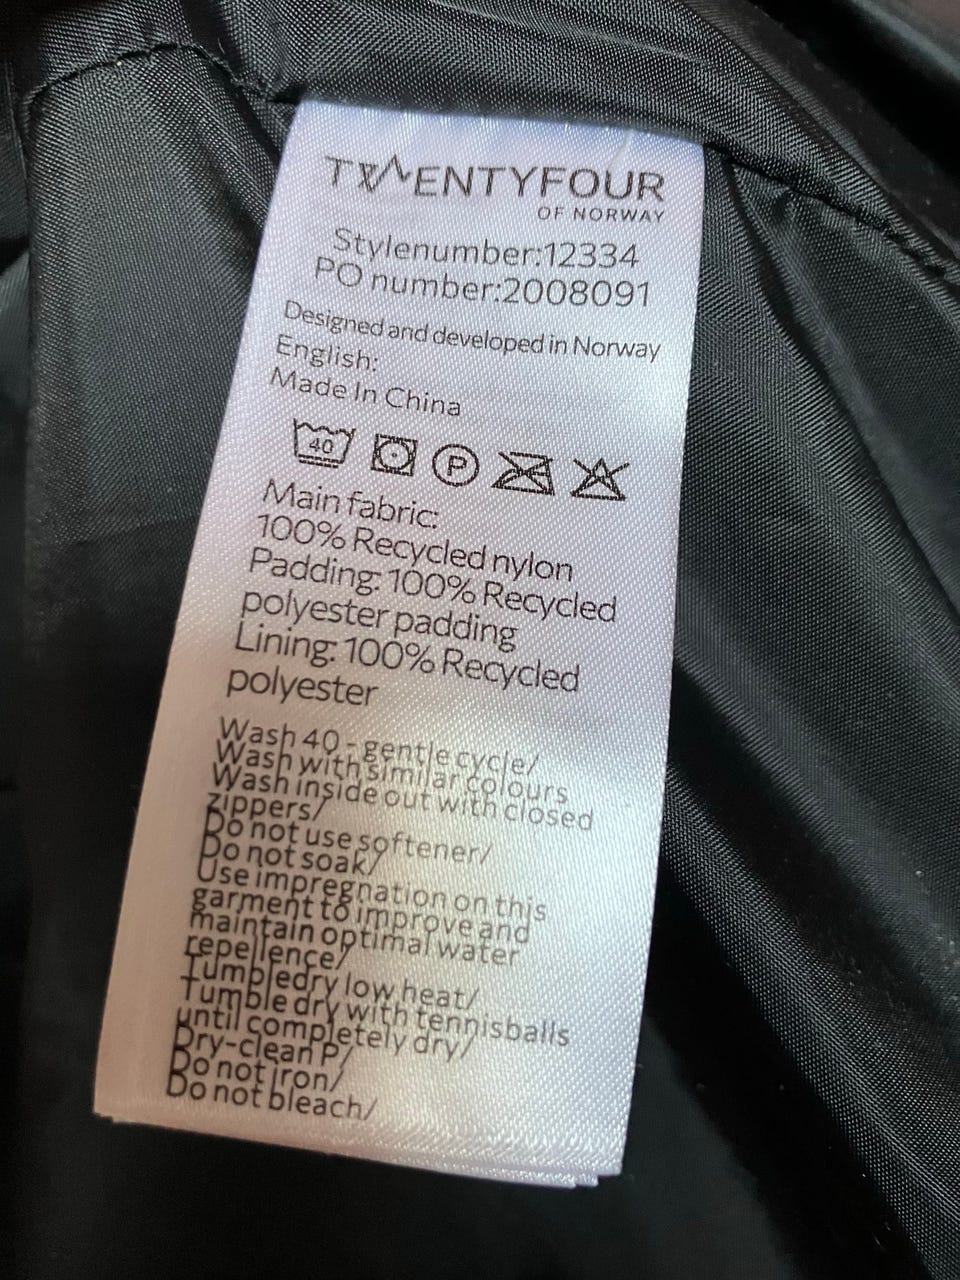 TWENTYFOUR
OF NORWAY
Stylenumber:12334
PO number:2008091
Designed and developed in Norway
English:
Made In China
40 P
Main fabric:
100% Recycled nylon
Padding: 100% Recycled
polyester padding
Lining: 100% Recycled
polyester
Wash 40 - gentle cycle/
Wash with similar colours
Wash inside out with closed
zippers/
Do not use softener/
Do not soak/
Use impregnation on this
garment to improve and
maintain optimal water
repellence/
Tumbledry low heat/
Tumble dry with tennisballs
until completely dry/
Dry-clean P/
Do not Iron/
Do not bleach/